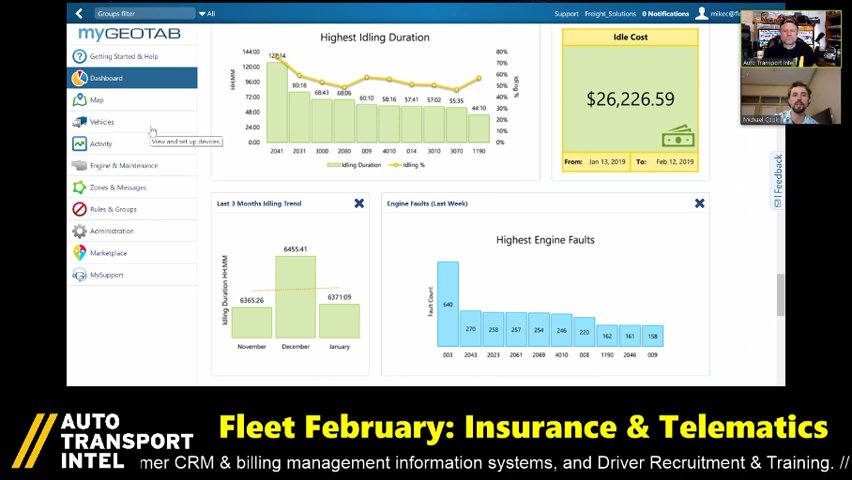 Groups filter
All
Support Freight_Solutions 0 Notifications
myGEOTAB
Getting Started & Help
Dashboard
Map
Vehicles
View and set up devices.
Activity
Engine & Maintenance
Zones & Messages
Rules & Groups
Administration
Marketplace
MySupport
Highest Idling Duration
HH:MM
144:00
120:00
96:00
72:00
48:00
24:00
0:00
80%
70%
60%
50%
40%
30%
20%
10%
0%
Idling %
80:18
68:43
68:06
60:10
58:16
57:41
57:02
55:35
44:10
2041 2031 3000 2080 009 4014 4010 3010 3070 1190
Idling Duration Idling %
Idle Cost
$26,226.59
From: Jan 13, 2019 To: Feb 12, 2019
Feedback
Auto Transport Intel
Last 3 Months Idling Trend
Idling Duration HH:MM
6365:26
6455:41
6371:09
November December January
Engine Faults (Last Week)
Highest Engine Faults
Fault Count
640 270 258 257 254 246 220 162 161 158
003 2043 2023 2061 2069 4010 008 1190 2046 009
AUTO
TRANSPORT
INTEL
Fleet February: Insurance & Telematics
mer CRM & billing management information systems, and Driver Recruitment & Training. //